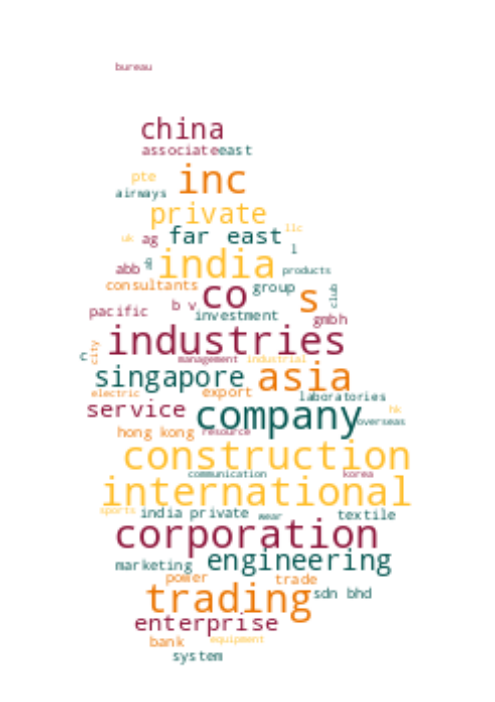 bureau
china
associate east
pte inc
airways
private
llc
uk ag far east
l
abb ag india products
consultants co group s club
pacific b v investment gmbh
industries
c city management industrial
singapore asia
electric export laboratories
service company hk
overseas
hong kong resource
construction
communication korea
international
sports india private wear textile
corporation
marketing engineering
power trade
trading sdn bhd
enterprise
bank equipment
system